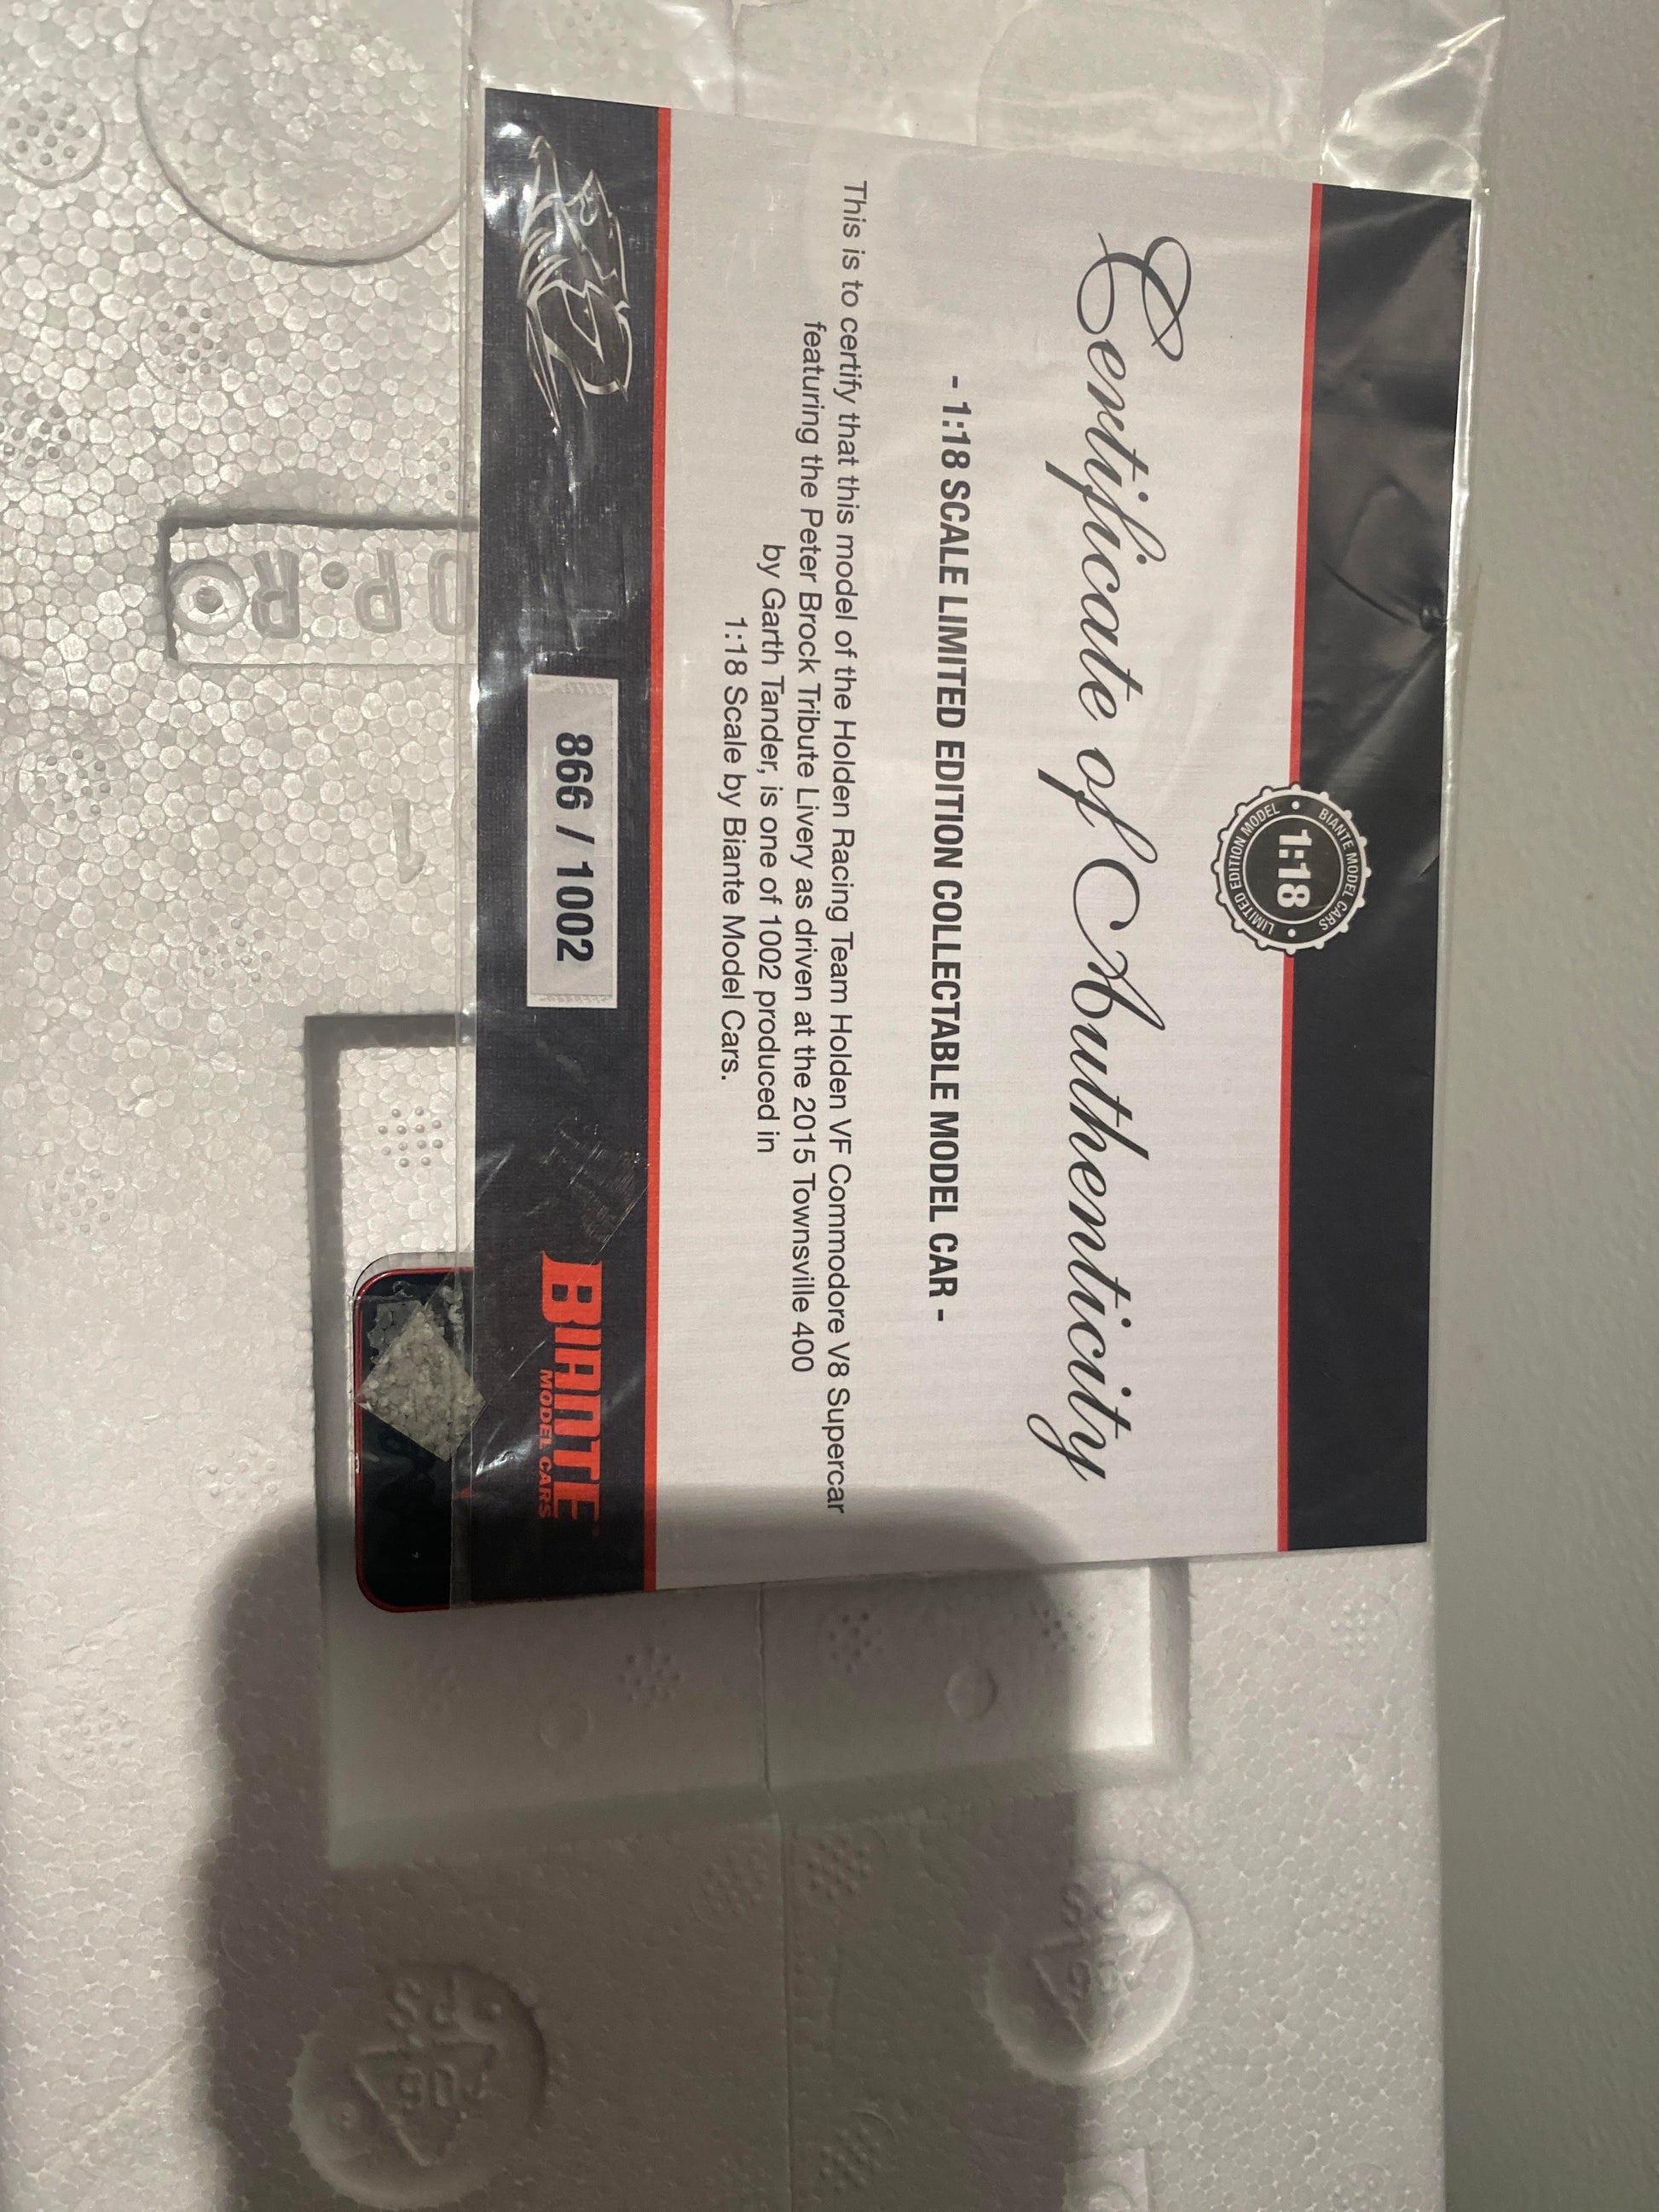 BIANTE MODEL CARS
1:18
LIMITED EDITION MODEL
Certificate of Authenticity
- 1:18 SCALE LIMITED EDITION COLLECTABLE MODEL CAR -
This is to certify that this model of the Holden Racing Team Holden VF Commodore V8 Supercar
featuring the Peter Brock Tribute Livery as driven at the 2015 Townsville 400
by Garth Tander, is one of 1002 produced in
1:18 Scale by Biante Model Cars.
866 / 1002
BIANTE
MODEL CARS